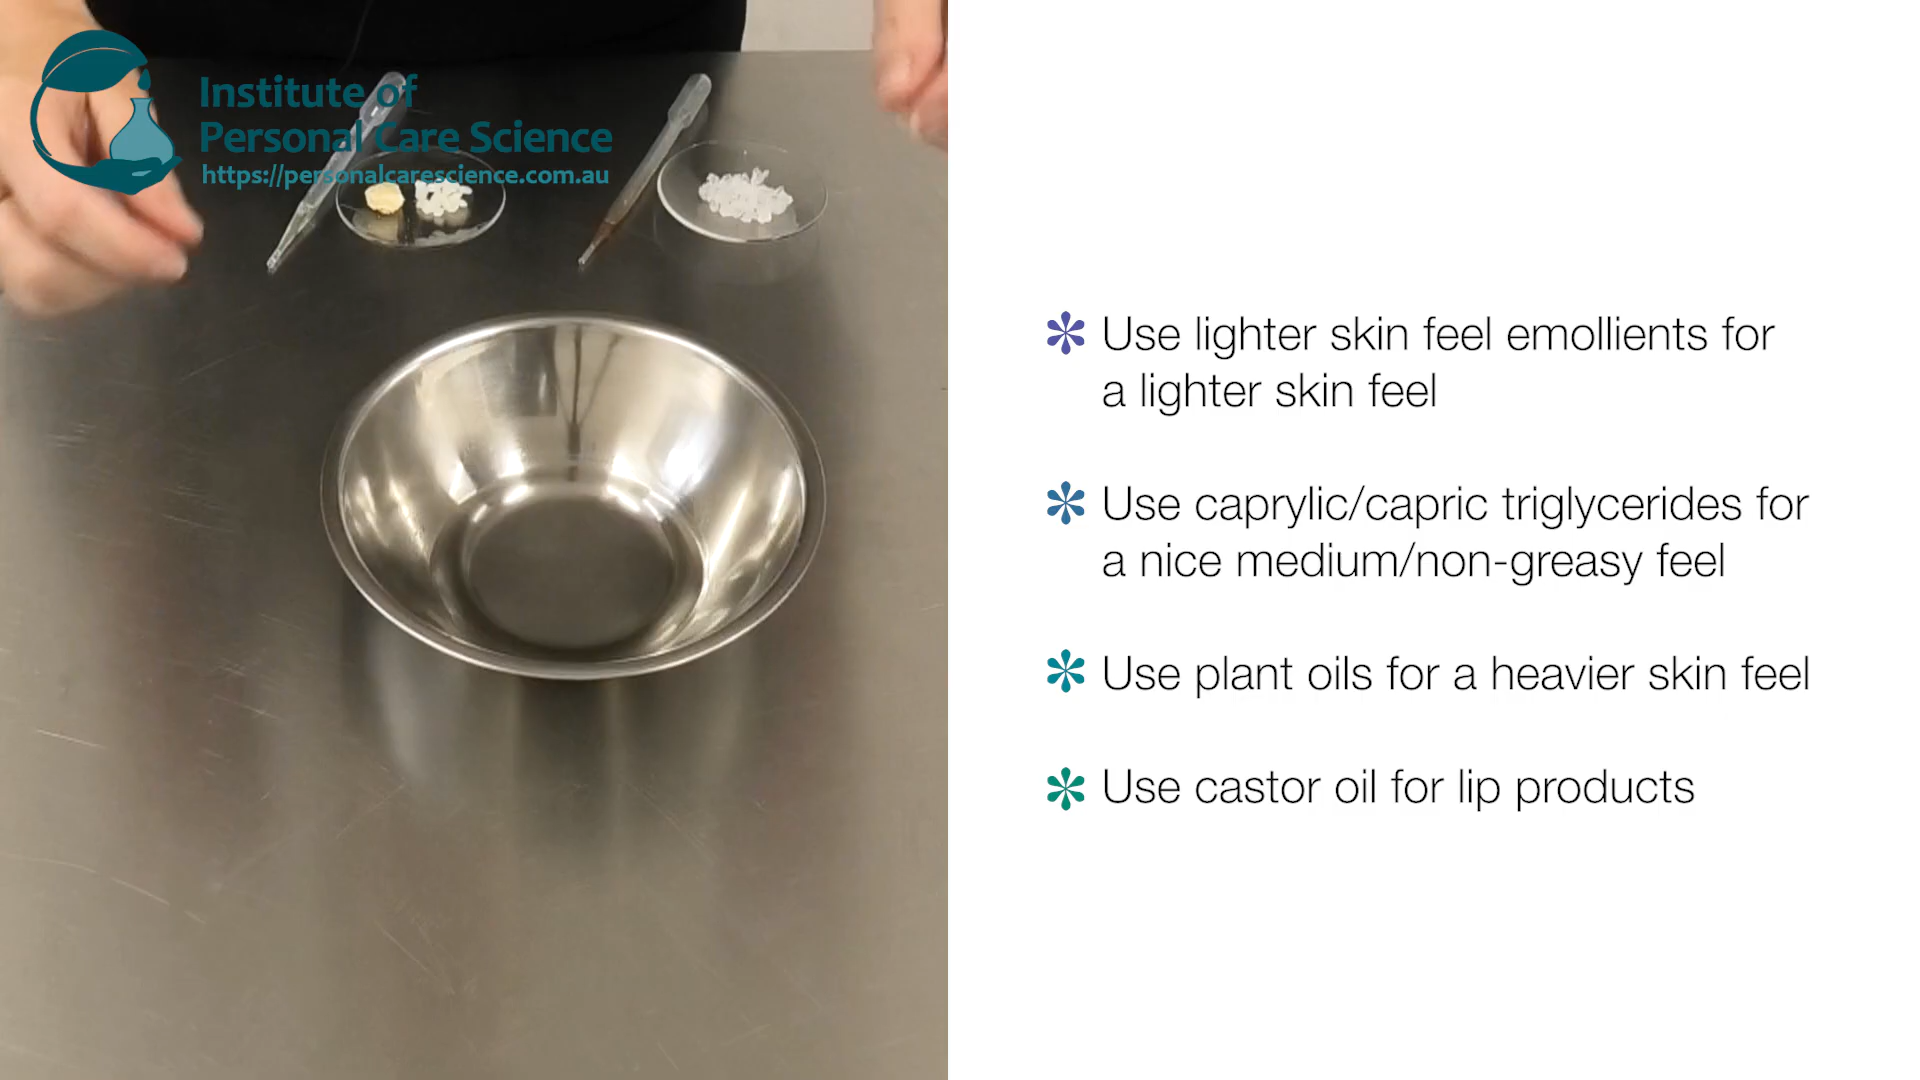 Institute of
Personal Care Science
https://personalcarescience.com.au
Use lighter skin feel emollients for
a lighter skin feel
Use caprylic/capric triglycerides for
a nice medium/non-greasy feel
Use plant oils for a heavier skin feel
Use castor oil for lip products